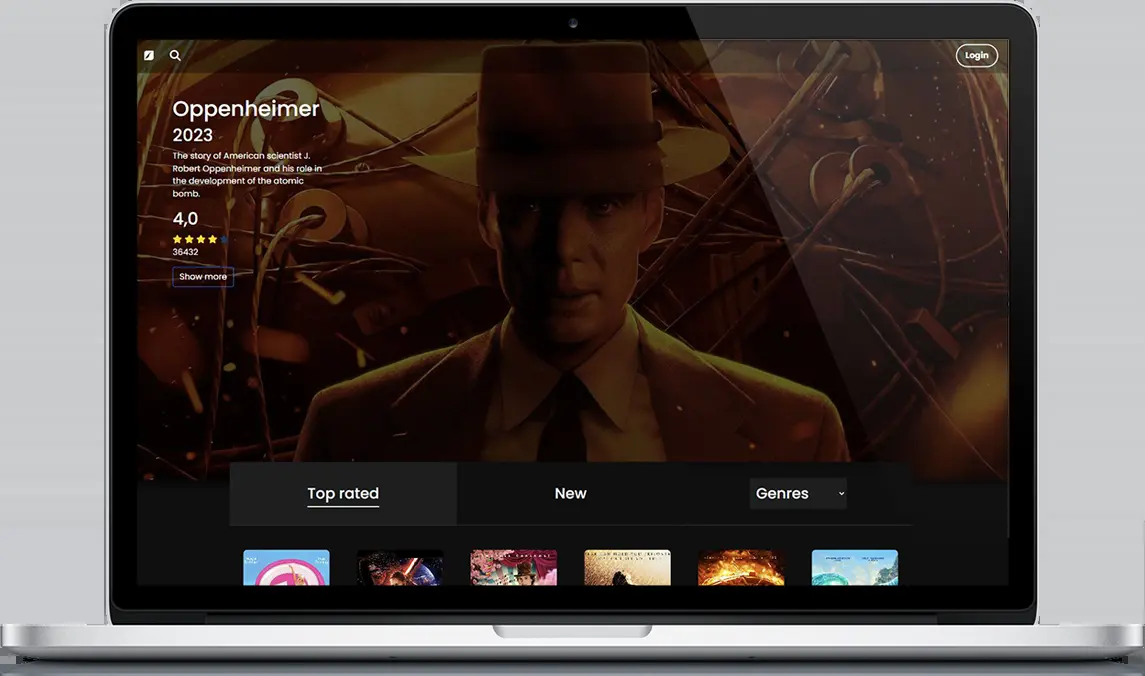 Login
Oppenheimer
2023
The story of American scientist J.
Robert Oppenheimer and his role in
the development of the atomic
bomb.
4,0
36432
Show more
Top rated
New
Genres